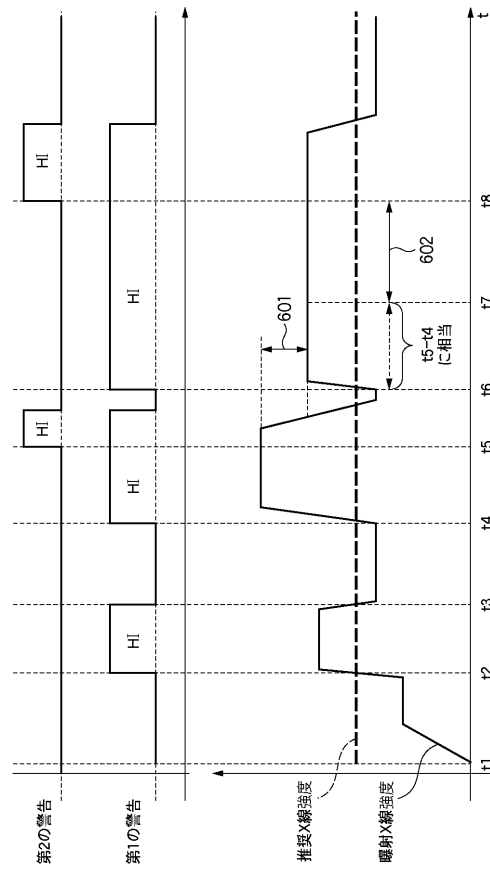 第2の警告
HI
HI
第1の警告
HI
HI
HI
推奨X線強度
曝射X線強度
601
602
t5-t4
に相当
t1
t2
t3
t4
t5
t6
t7
t8
t